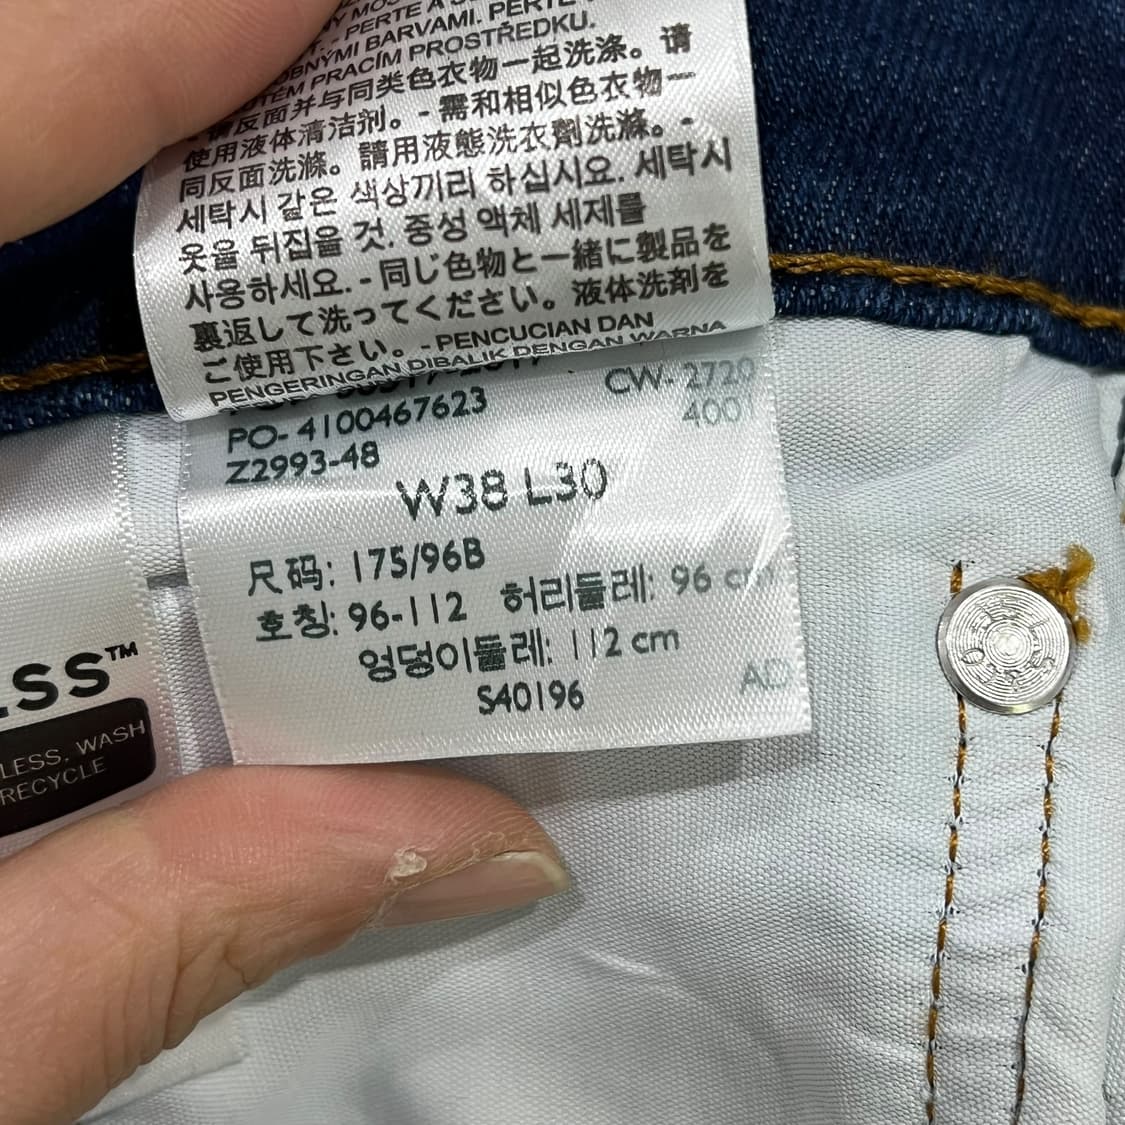 - PERTE A
OBNÝMI BARVAMI. PERTE
PRACÍM PROSTŘEDKU.
请反面并与同类色衣物一起洗涤。请
使用液体清洁剂。- 需和相似色衣物一
同反面洗滌。請用液態洗衣劑洗滌。-
세탁시 같은 색상끼리 하십시요. 세탁시
옷을 뒤집을 것. 중성 액체 세제를
사용하세요. - 同じ色物と一緒に製品を
裏返して洗ってください。液体洗剤を
ご使用下さい。- PENCUCIAN DAN
PENGERINGAN DIBALIK DENGAN WARNA
CW- 2720
PO- 4100467623 4001
Z2993-48
W38 L30
尺码: 175/96B
호칭: 96-112 허리둘레: 96 cm
엉덩이둘레: 112 cm
S40196 AD
LESS™
LESS, WASH
RECYCLE